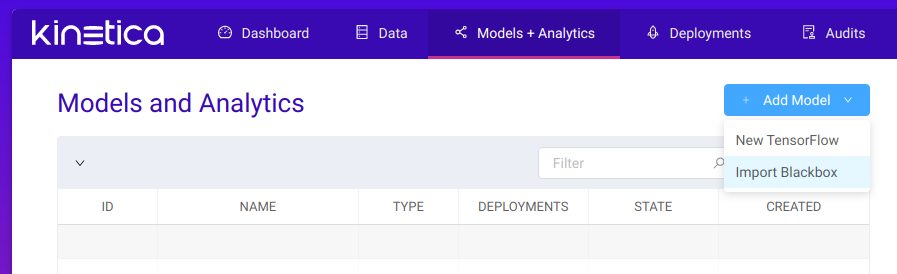 kinetica Dashboard Data Models + Analytics Deployments Audits
Models and Analytics
+ Add Model
New TensorFlow
Filter
Import Blackbox
ID NAME TYPE DEPLOYMENTS STATE CREATED